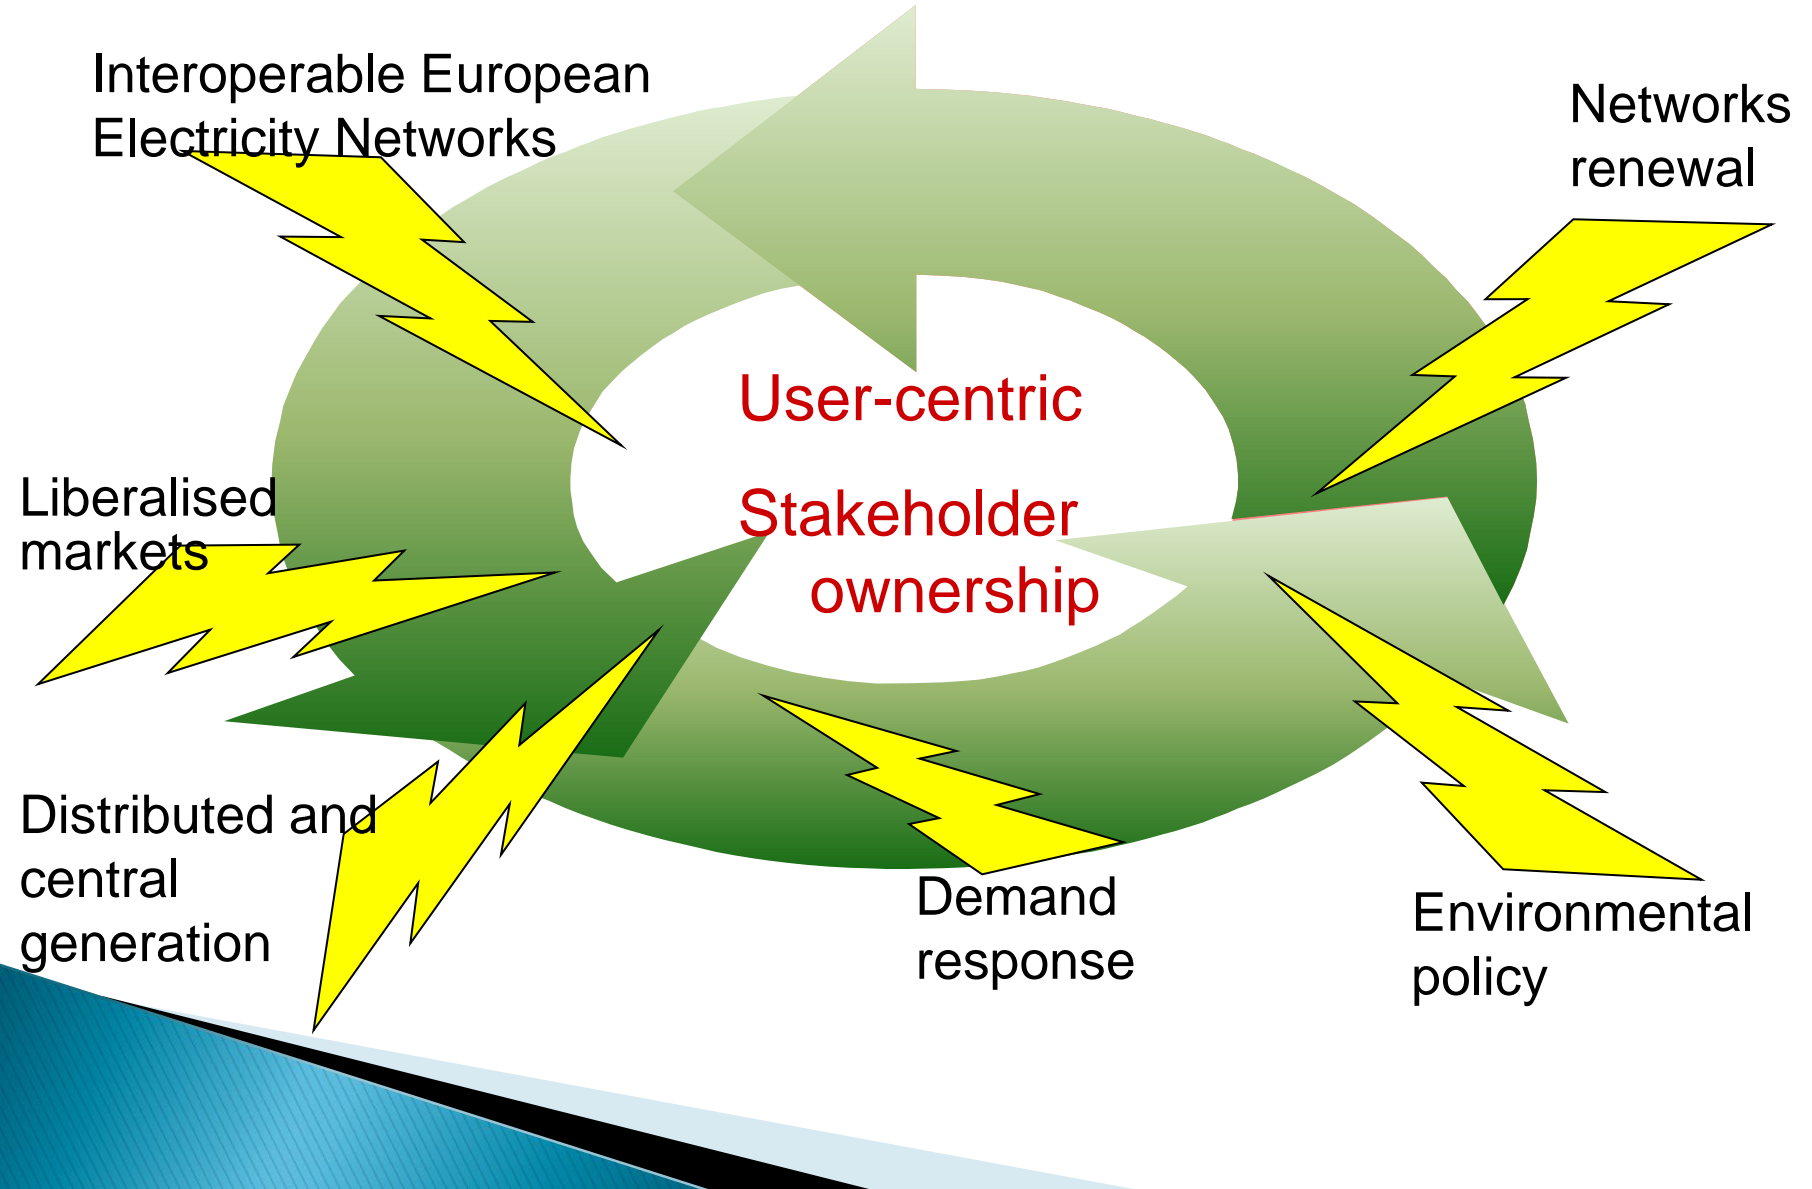 Interoperable European
Electricity Networks
Networks
renewal
User-centric
Stakeholder
ownership
Liberalised
markets
Distributed and
central
generation
Demand
response
Environmental
policy